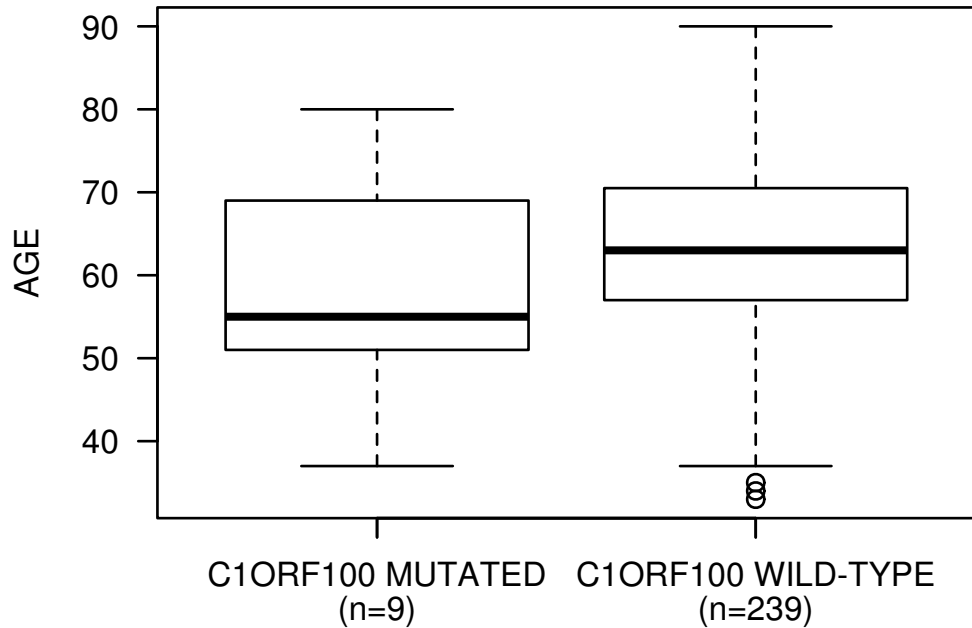 AGE
90
80
70
60
50
40
C1ORF100 MUTATED
(n=9)
C1ORF100 WILD-TYPE
(n=239)